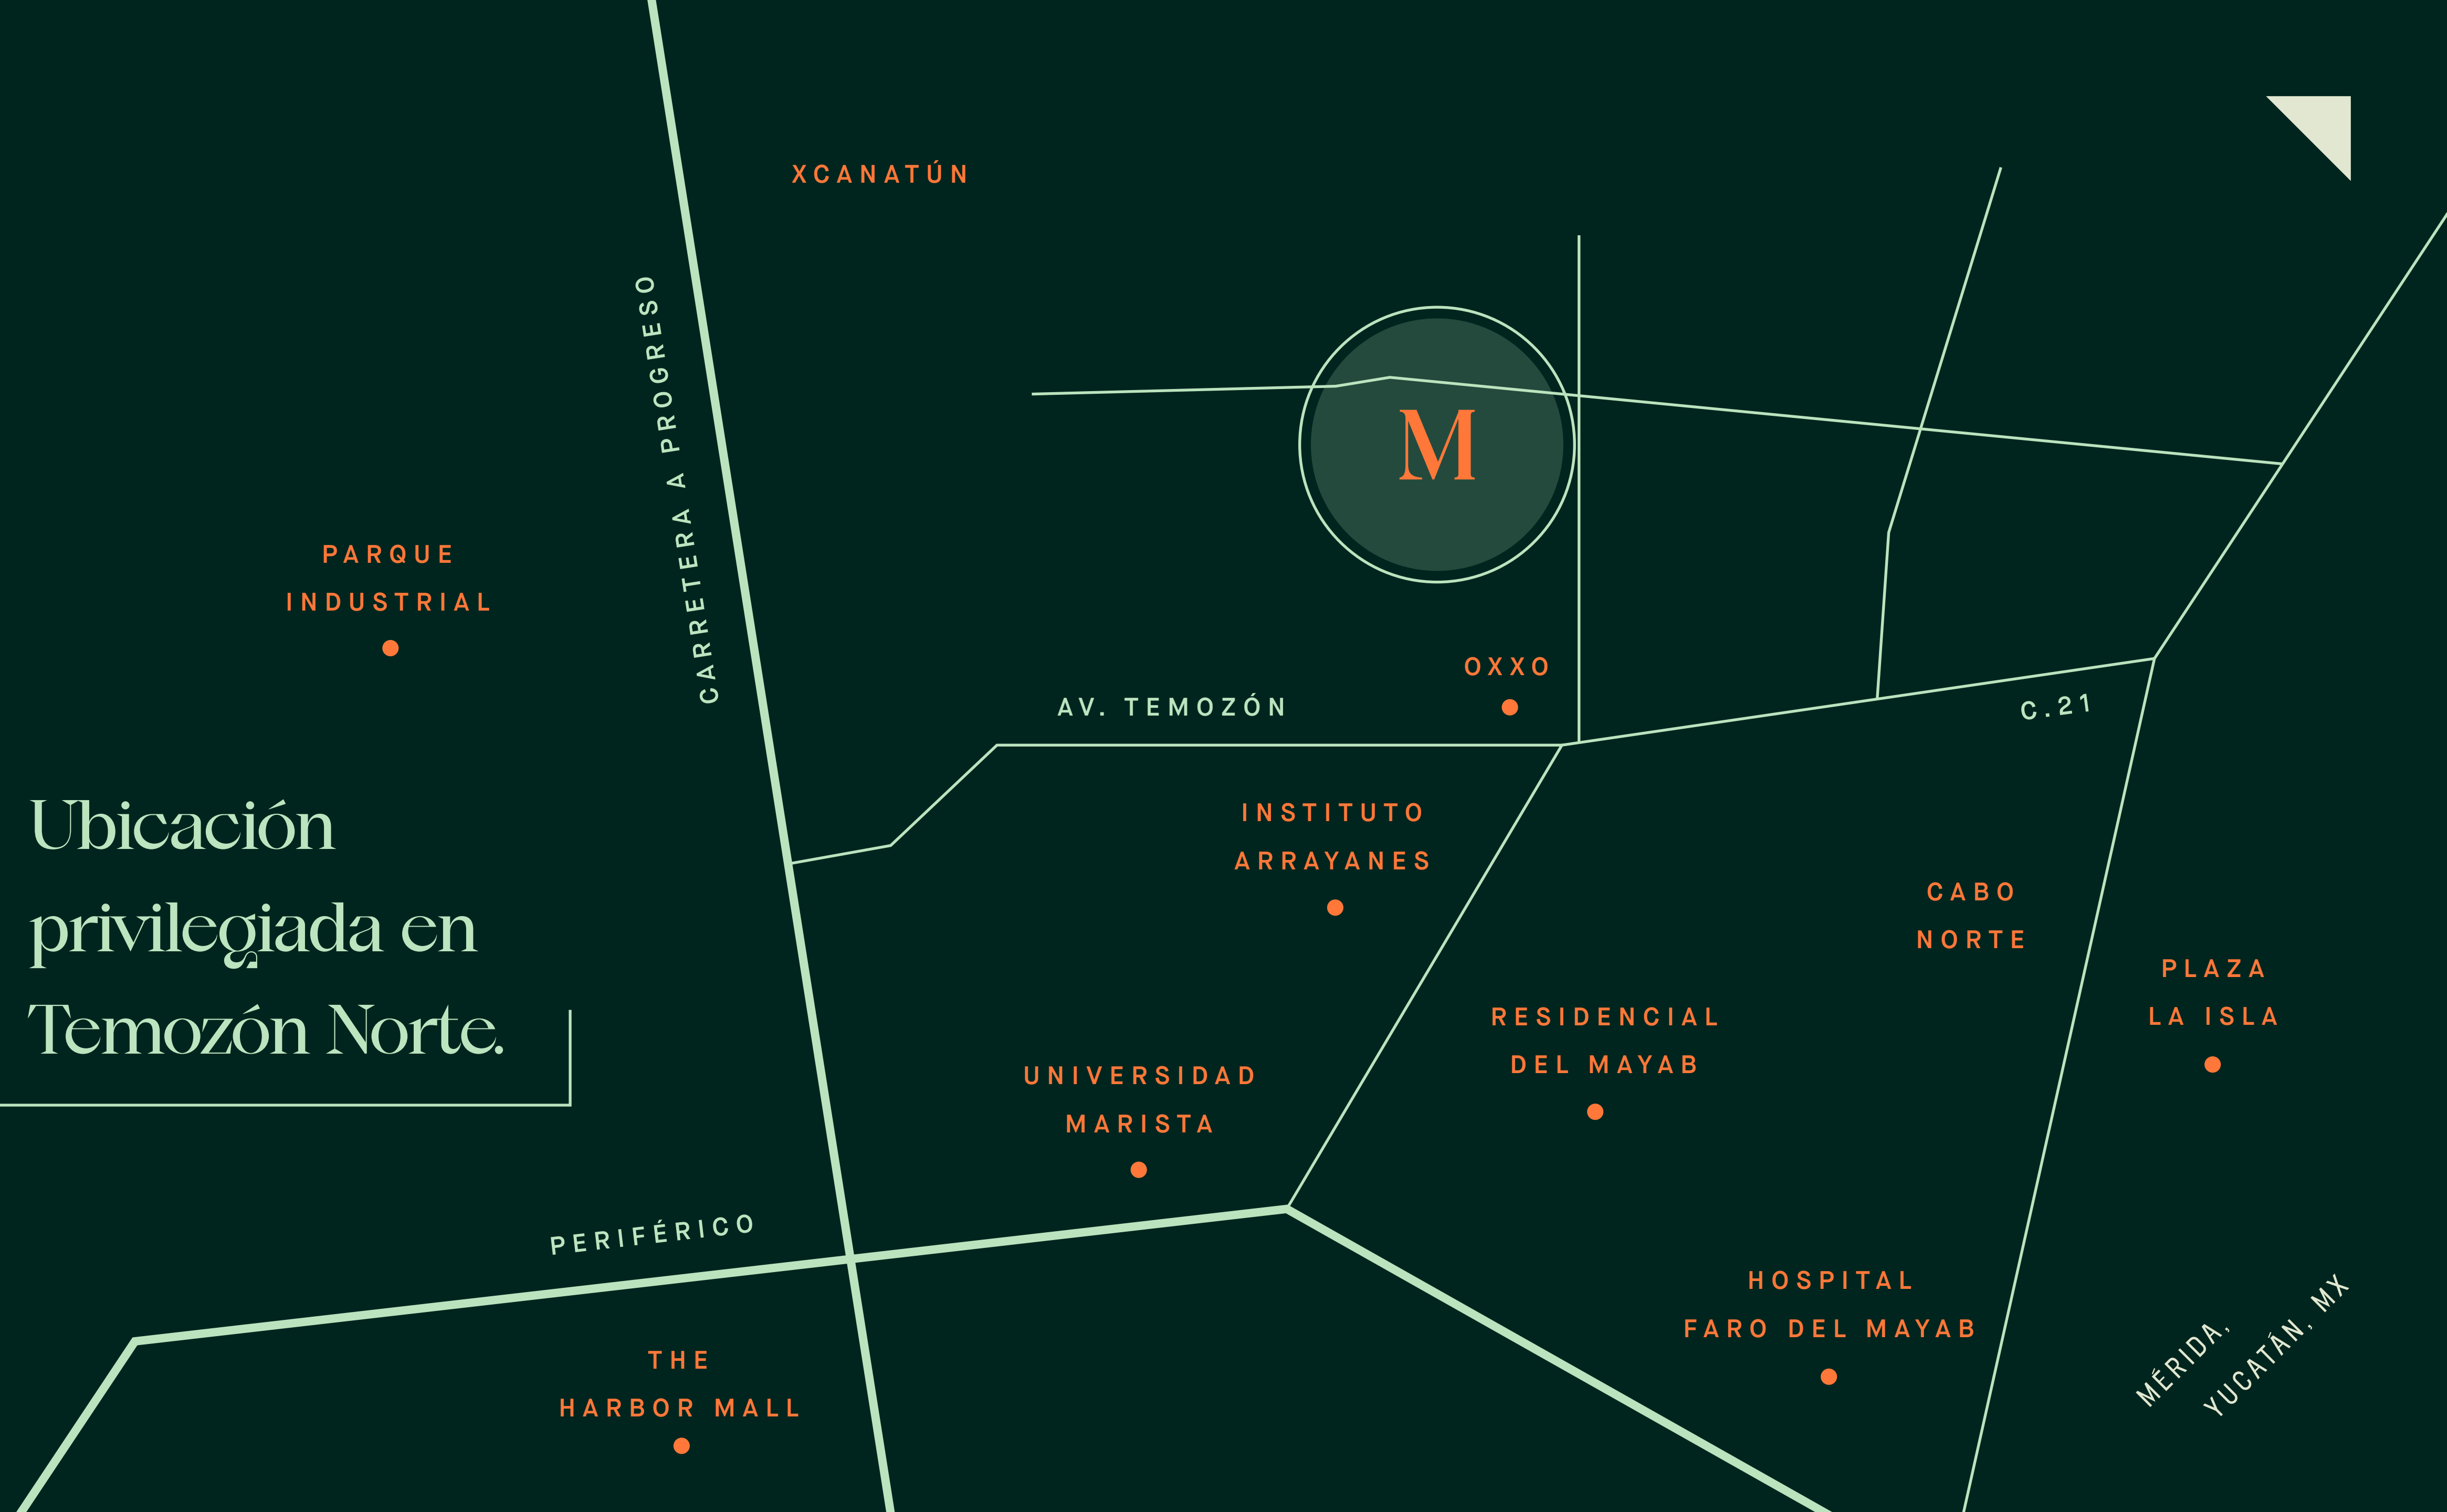 XCANATÚN
CARRETERA A PROGRESO
M
PARQUE
INDUSTRIAL
OXXO
AV. TEMOZÓN
C.21
Ubicación
privilegiada en
Temozón Norte.
INSTITUTO
ARRAYANES
CABO
NORTE
PLAZA
LA ISLA
RESIDENCIAL
DEL MAYAB
UNIVERSIDAD
MARISTA
PERIFÉRICO
HOSPITAL
FARO DEL MAYAB
THE
HARBOR MALL
MÉRIDA,
YUCATÁN, MX